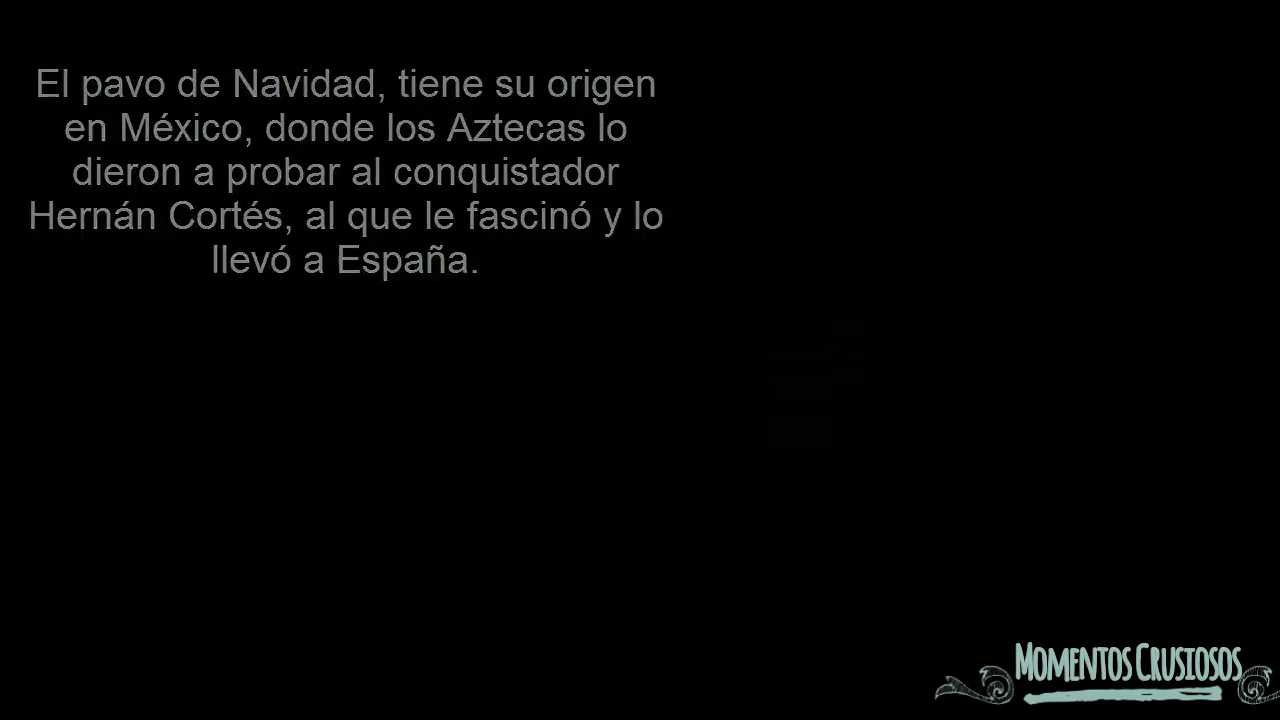 El pavo de Navidad, tiene su origen
en México, donde los Aztecas lo
dieron a probar al conquistador
Hernán Cortés, al que le fascinó y lo
llevó a España.
MOMENTOS CRUSIOSOS